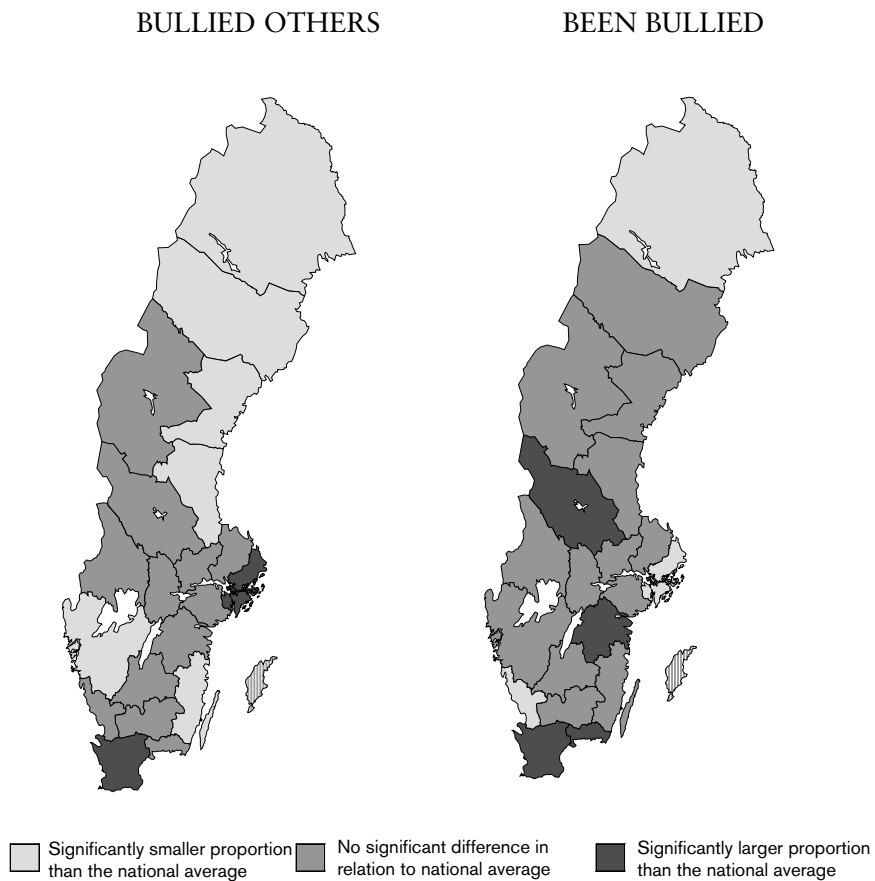 BULLIED OTHERS
BEEN BULLIED
Significantly smaller proportion
than the national average
No significant difference in
relation to national average
Significantly larger proportion
than the national average